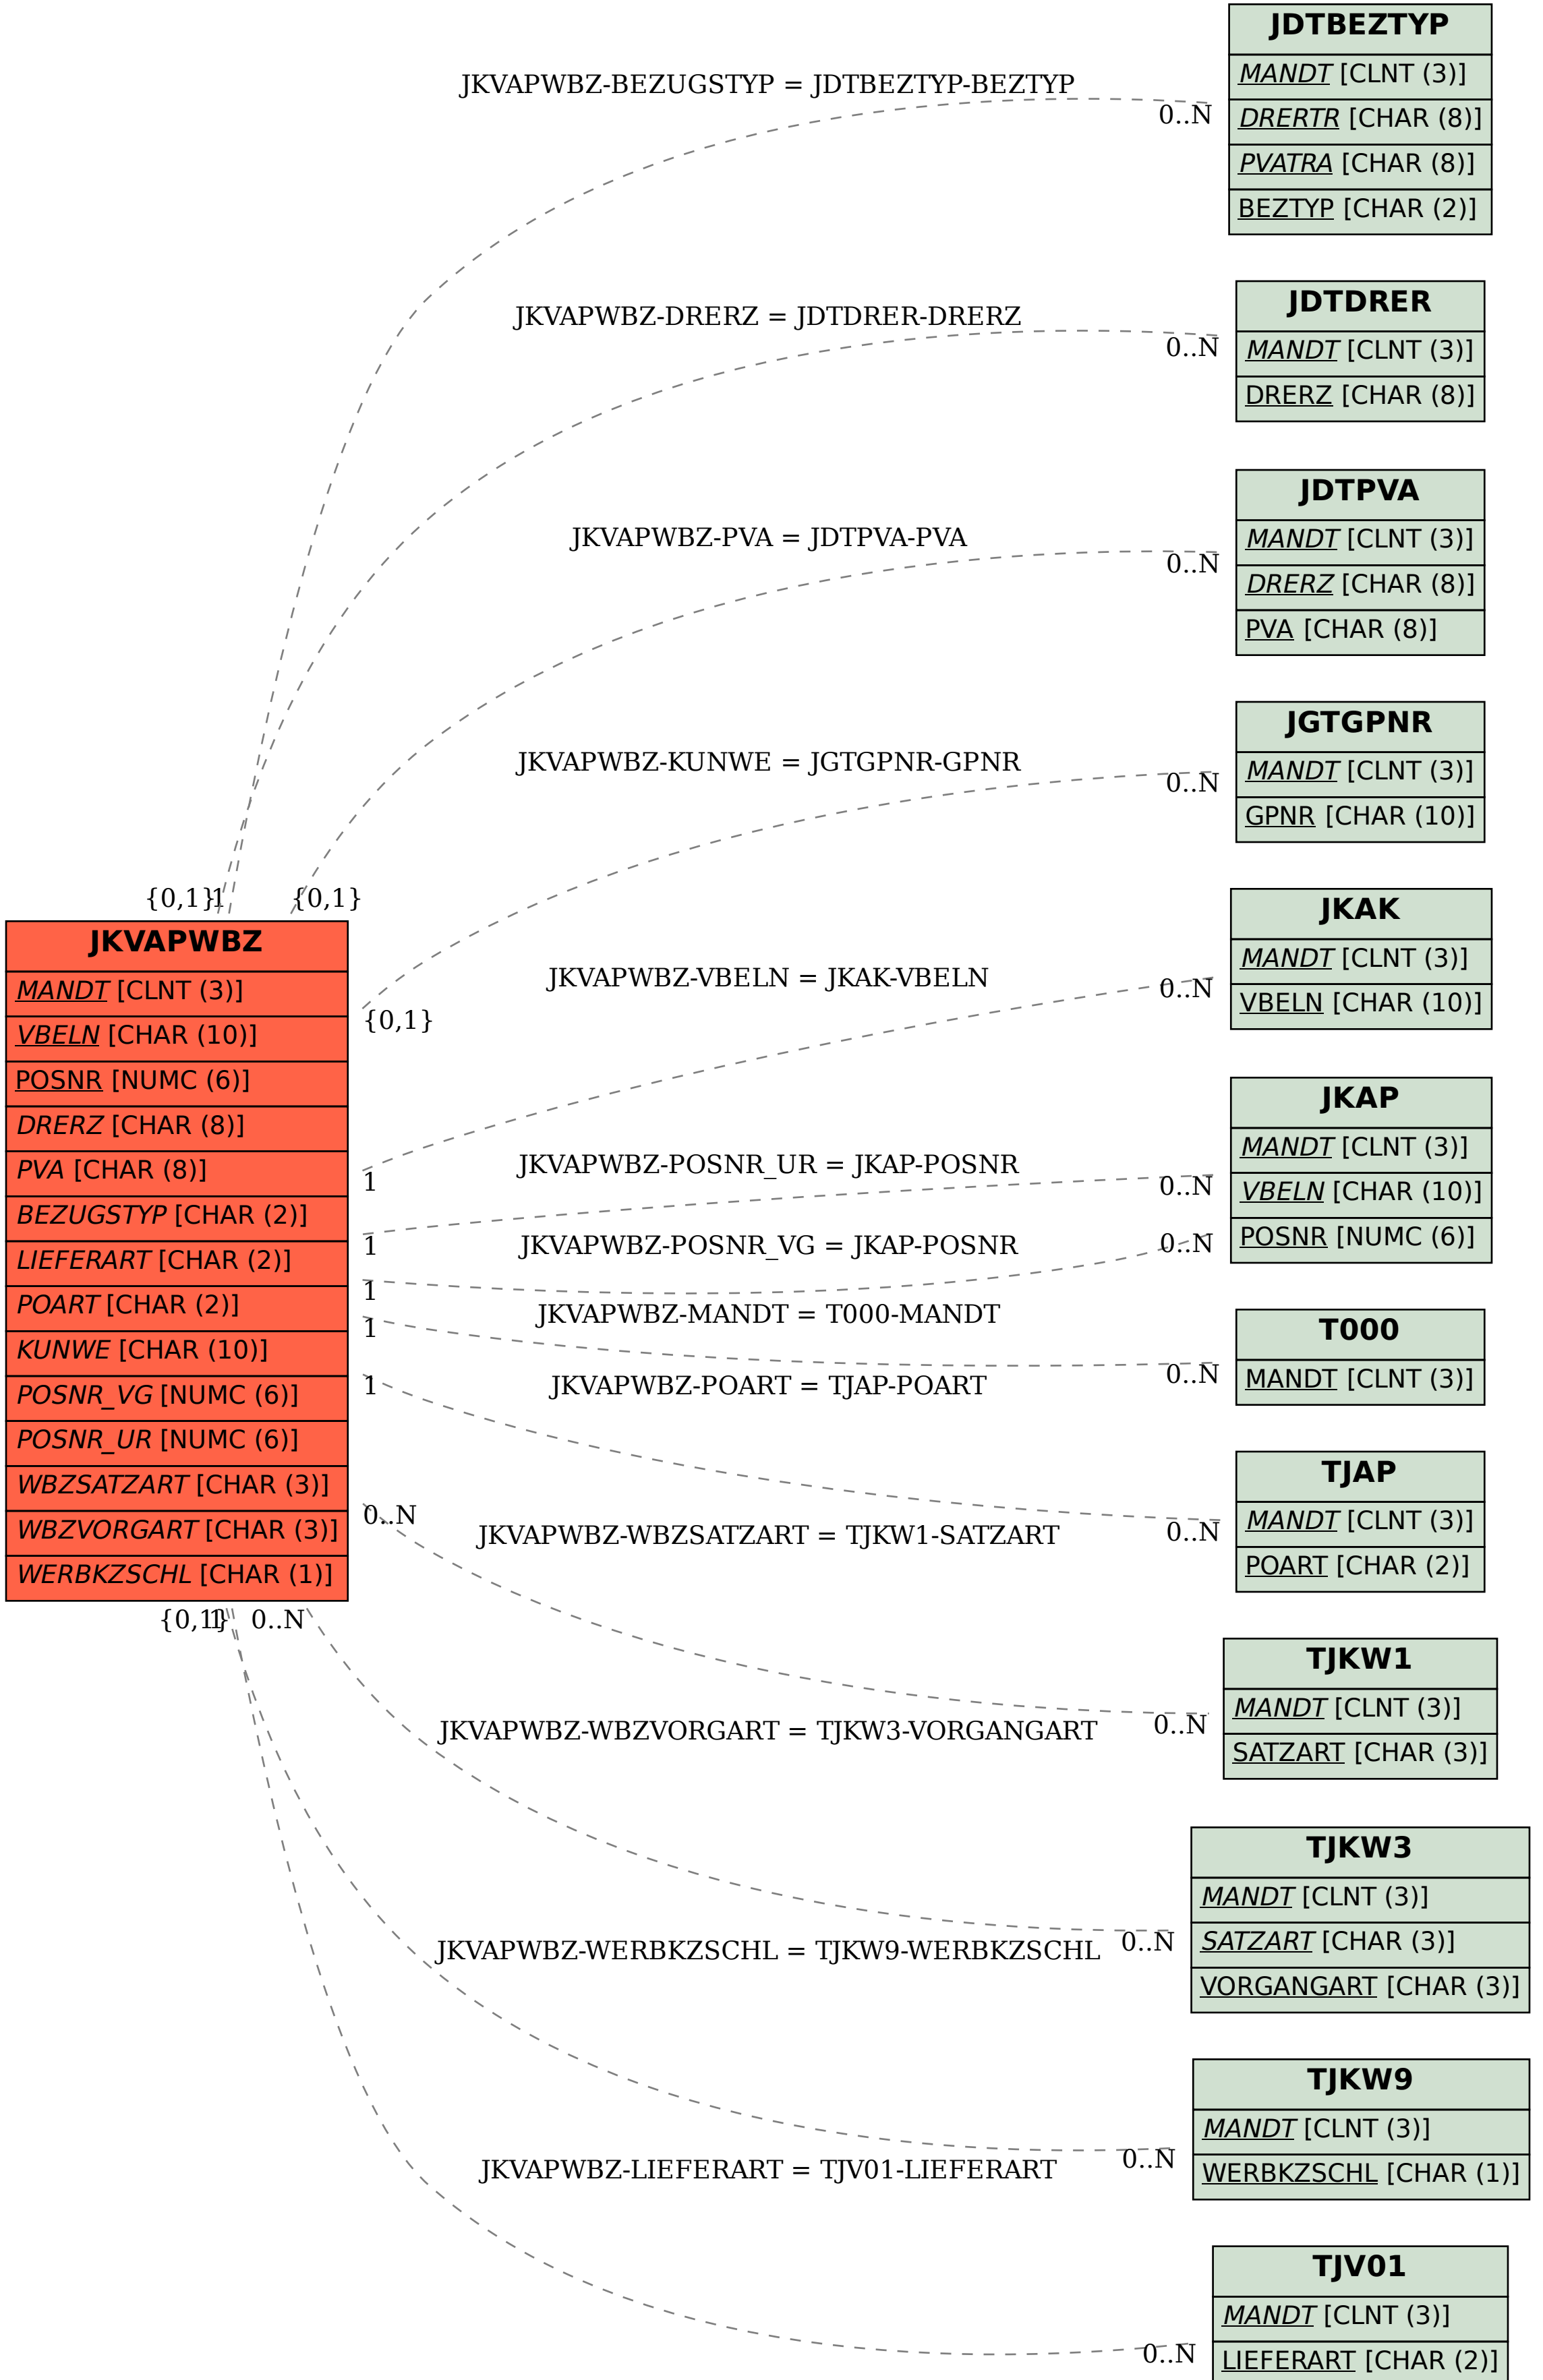 JDTBEZTYP
MANDT [CLNT (3)]
DRERTR [CHAR (8)]
PVATRA [CHAR (8)]
BEZTYP [CHAR (2)]
JKVAPWBZ-BEZUGSTYP = JDTBEZTYP-BEZTYP
0..N
JDTDRER
MANDT [CLNT (3)]
DRERZ [CHAR (8)]
JKVAPWBZ-DRERZ = JDTDRER-DRERZ
0..N
JDTPVA
MANDT [CLNT (3)]
DRERZ [CHAR (8)]
PVA [CHAR (8)]
JKVAPWBZ-PVA = JDTPVA-PVA
0..N
JGTGPNR
MANDT [CLNT (3)]
GPNR [CHAR (10)]
JKVAPWBZ-KUNWE = JGTGPNR-GPNR
0..N
{0,1}
1
{0,1}
JKVAPWBZ
MANDT [CLNT (3)]
VBELN [CHAR (10)]
POSNR [NUMC (6)]
DRERZ [CHAR (8)]
PVA [CHAR (8)]
BEZUGSTYP [CHAR (2)]
LIEFERART [CHAR (2)]
POART [CHAR (2)]
KUNWE [CHAR (10)]
POSNR_VG [NUMC (6)]
POSNR_UR [NUMC (6)]
WBZSATZART [CHAR (3)]
WBZVORGART [CHAR (3)]
WERBKZSCHL [CHAR (1)]
{0,1}
JKAK
MANDT [CLNT (3)]
VBELN [CHAR (10)]
JKVAPWBZ-VBELN = JKAK-VBELN
0..N
1
JKAP
MANDT [CLNT (3)]
VBELN [CHAR (10)]
POSNR [NUMC (6)]
JKVAPWBZ-POSNR_UR = JKAP-POSNR
0..N
1
JKVAPWBZ-POSNR_VG = JKAP-POSNR
0..N
1
T000
MANDT [CLNT (3)]
JKVAPWBZ-MANDT = T000-MANDT
0..N
1
TJAP
MANDT [CLNT (3)]
POART [CHAR (2)]
JKVAPWBZ-POART = TJAP-POART
0..N
1
0..N
TJKW1
MANDT [CLNT (3)]
SATZART [CHAR (3)]
JKVAPWBZ-WBZSATZART = TJKW1-SATZART
0..N
{0,1}
1
0..N
TJKW3
MANDT [CLNT (3)]
SATZART [CHAR (3)]
VORGANGART [CHAR (3)]
JKVAPWBZ-WBZVORGART = TJKW3-VORGANGART
0..N
TJKW9
MANDT [CLNT (3)]
WERBKZSCHL [CHAR (1)]
JKVAPWBZ-WERBKZSCHL = TJKW9-WERBKZSCHL
0..N
TJV01
MANDT [CLNT (3)]
LIEFERART [CHAR (2)]
JKVAPWBZ-LIEFERART = TJV01-LIEFERART
0..N